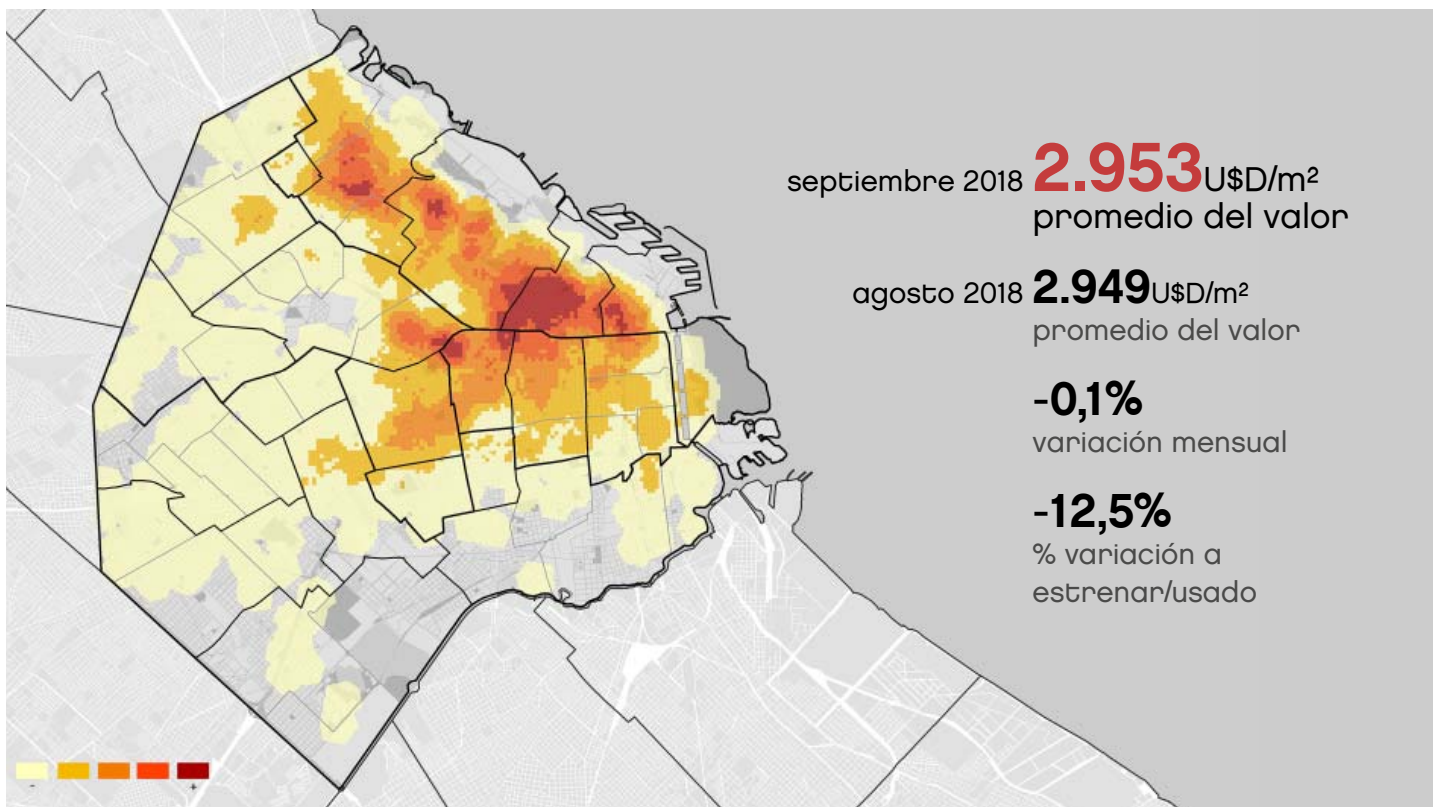 septiembre 2018 2.953U$D/m²
promedio del valor
agosto 2018 2.949U$D/m²
promedio del valor
-0,1%
variación mensual
-12,5%
% variación a
estrenar/usado
- +